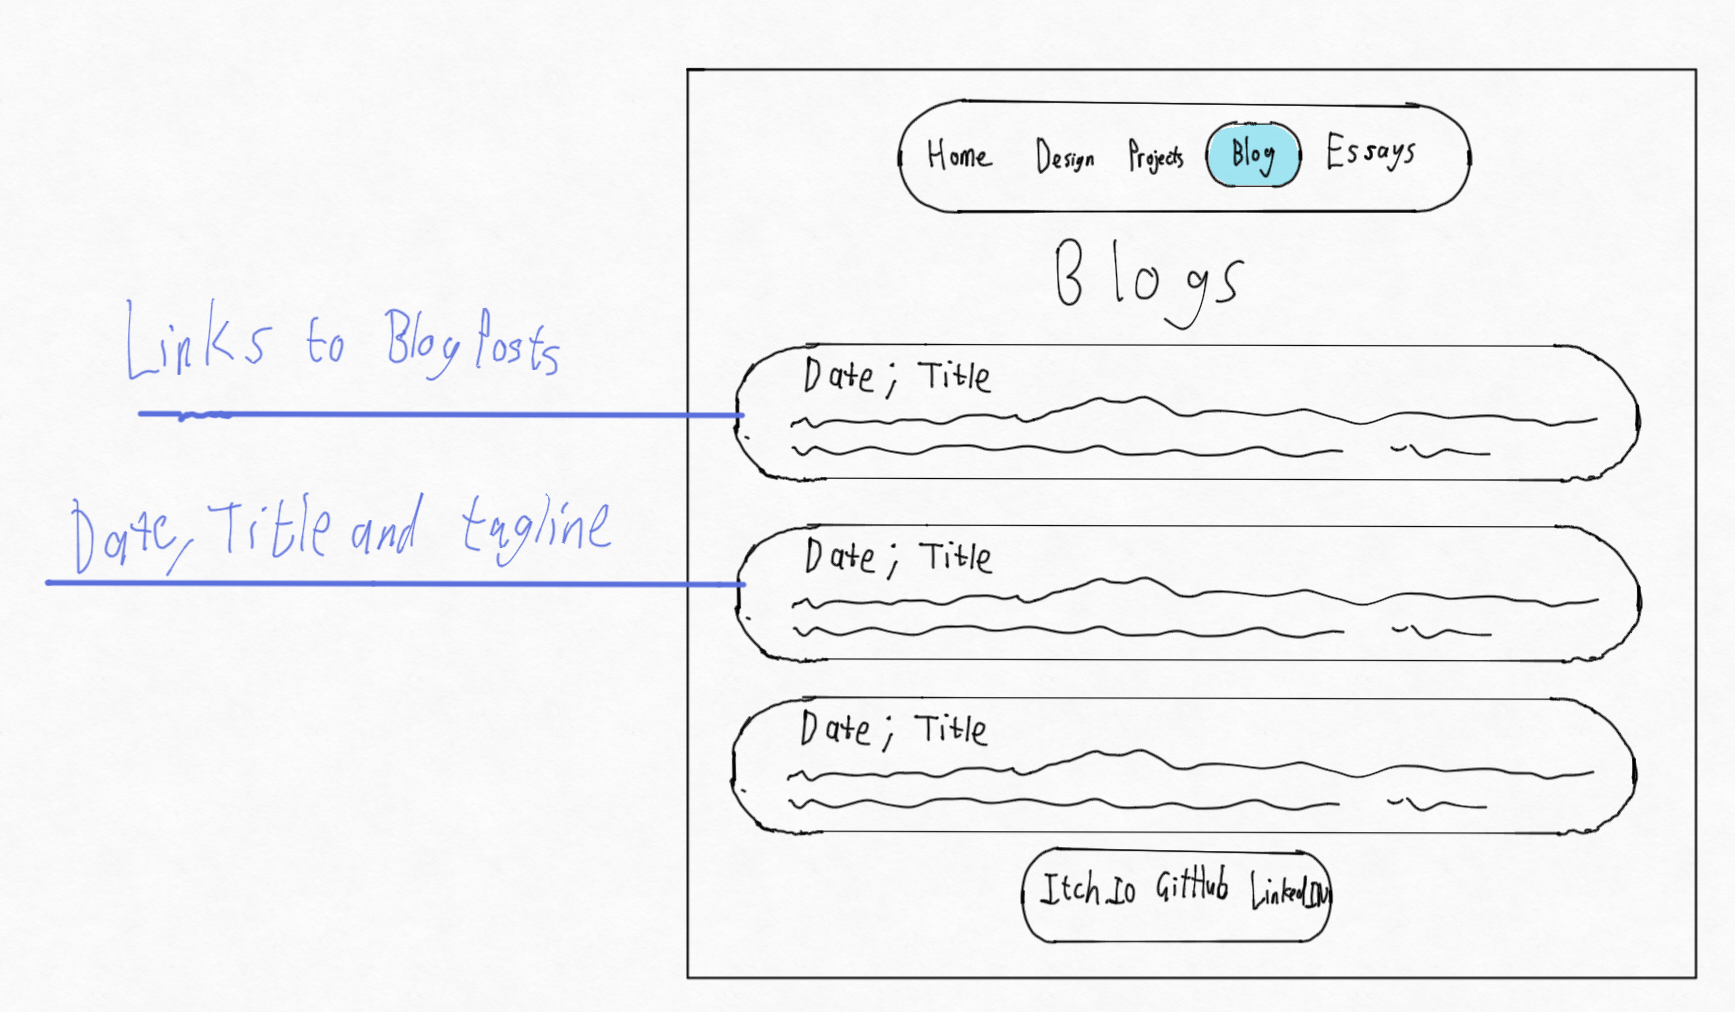 Home Design Projects Blog Essays
Blogs
Links to Blog Posts
Date; Title
Date, Title and tagline
Date; Title
Date; Title
Itch.Io GitHub LinkedIN